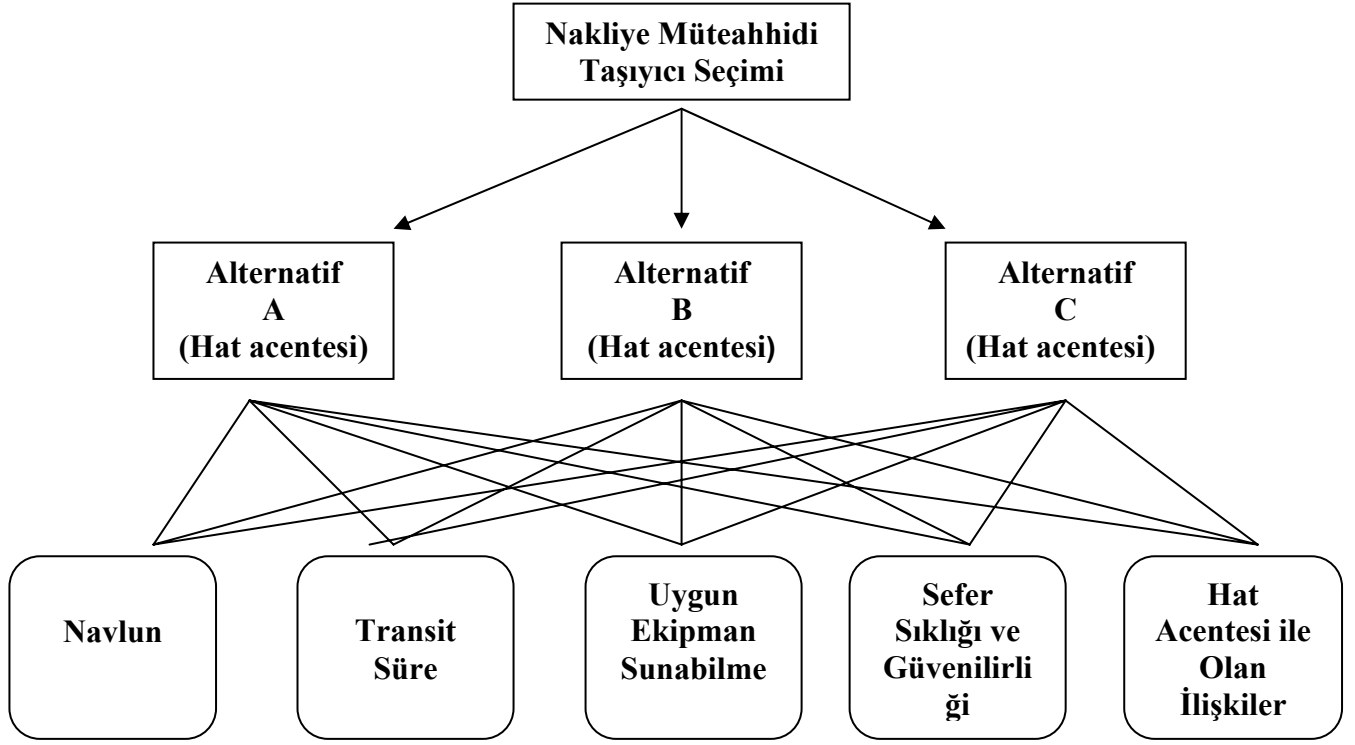 Nakliye Müteahhidi
Taşıyıcı Seçimi
Alternatif
A
(Hat acentesi)
Alternatif
B
(Hat acentesi)
Alternatif
C
(Hat acentesi)
Navlun
Transit
Süre
Uygun
Ekipman
Sunabilme
Sefer
Sıklığı ve
Güvenilirli
ği
Hat
Acentesi ile
Olan
İlişkiler